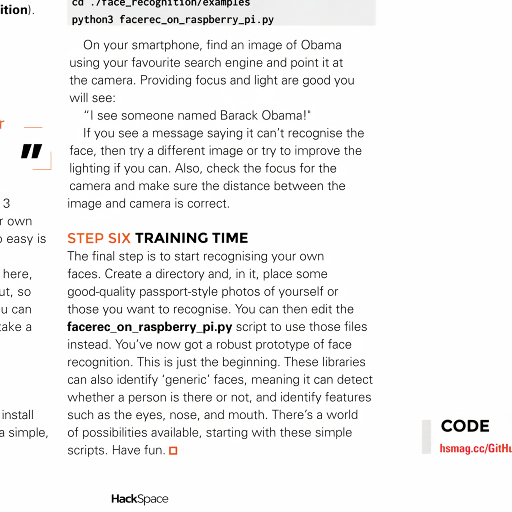 ition).
r
"
3
r own
o easy is
here,
ut, so
u can
take a
install
a simple,
cd ./face_recognition/examples
python3 facerec_on_raspberry_pi.py
On your smartphone, find an image of Obama
using your favourite search engine and point it at
the camera. Providing focus and light are good you
will see:
“I see someone named Barack Obama!"
If you see a message saying it can’t recognise the
face, then try a different image or try to improve the
lighting if you can. Also, check the focus for the
camera and make sure the distance between the
image and camera is correct.
STEP SIX TRAINING TIME
The final step is to start recognising your own
faces. Create a directory and, in it, place some
good-quality passport-style photos of yourself or
those you want to recognise. You can then edit the
facerec_on_raspberry_pi.py script to use those files
instead. You’ve now got a robust prototype of face
recognition. This is just the beginning. These libraries
can also identify ‘generic’ faces, meaning it can detect
whether a person is there or not, and identify features
such as the eyes, nose, and mouth. There’s a world
of possibilities available, starting with these simple
scripts. Have fun.
CODE
hsmag.cc/GitHu
HackSpace